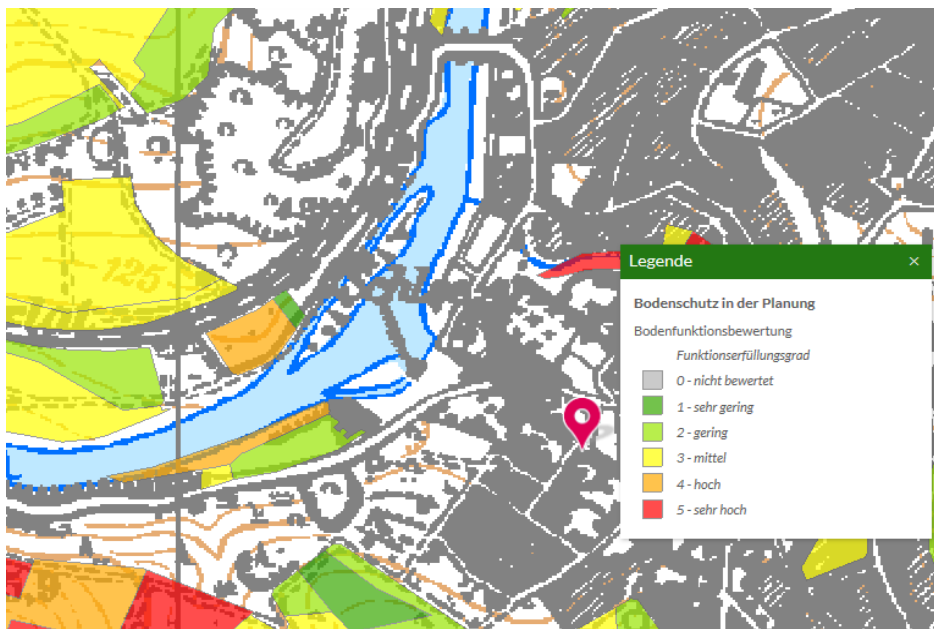 125
Legende ×
Bodenschutz in der Planung
Bodenfunktionsbewertung
Funktionserfüllungsgrad
0 - nicht bewertet
1 - sehr gering
2 - gering
3 - mittel
4 - hoch
5 - sehr hoch